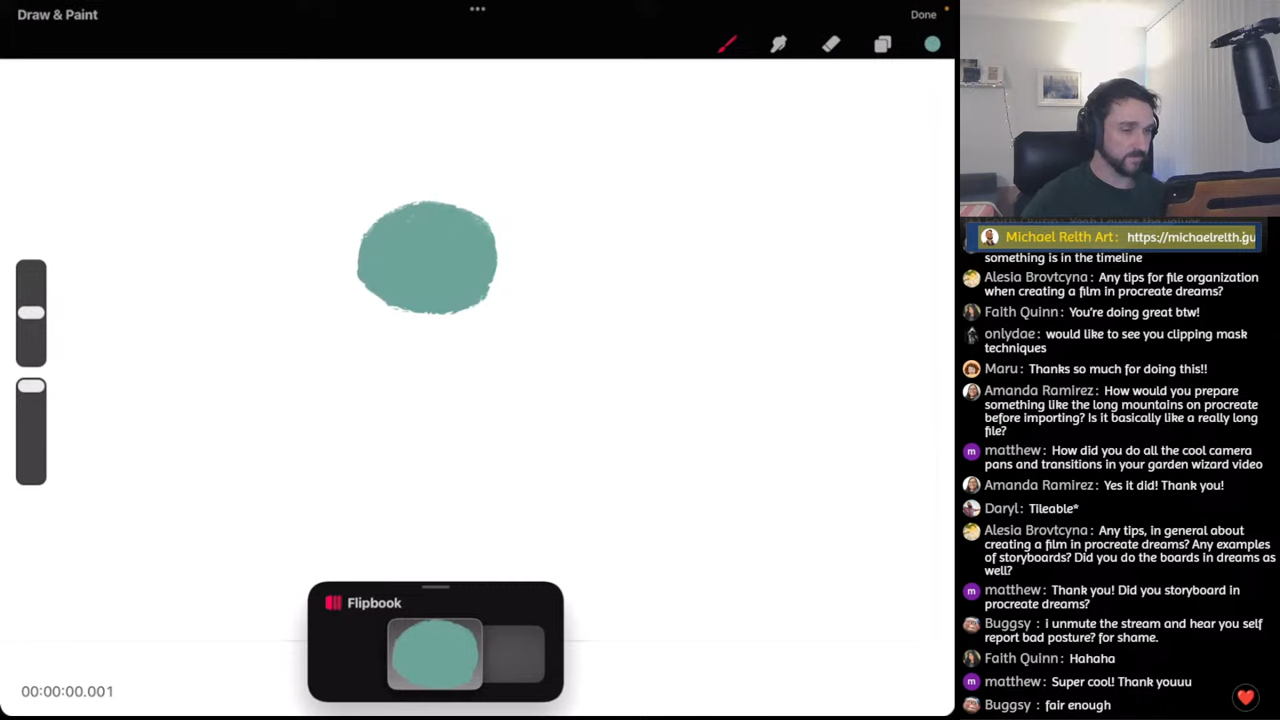 Draw & Paint
Done
Michael Relth Art: https://michaelrelth.gu
something is in the timeline
Alesia Brovtcyna: Any tips for file organization
when creating a film in procreate dreams?
Faith Quinn: You're doing great btw!
onlydae: would like to see you clipping mask
techniques
Maru: Thanks so much for doing this!!
Amanda Ramirez: How would you prepare
something like the long mountains on procreate
before importing? Is it basically like a really long
file?
m matthew: How did you do all the cool camera
pans and transitions in your garden wizard video
Amanda Ramirez: Yes it did! Thank you!
Daryl: Tileable*
Alesia Brovtcyna: Any tips, in general about
creating a film in procreate dreams? Any examples
of storyboards? Did you do the boards in dreams as
well?
m matthew: Thank you! Did you storyboard in
procreate dreams?
Buggsy: i unmute the stream and hear you self
report bad posture? for shame.
Faith Quinn: Hahaha
m matthew: Super cool! Thank youuu
Buggsy: fair enough
Flipbook
00:00:00.001